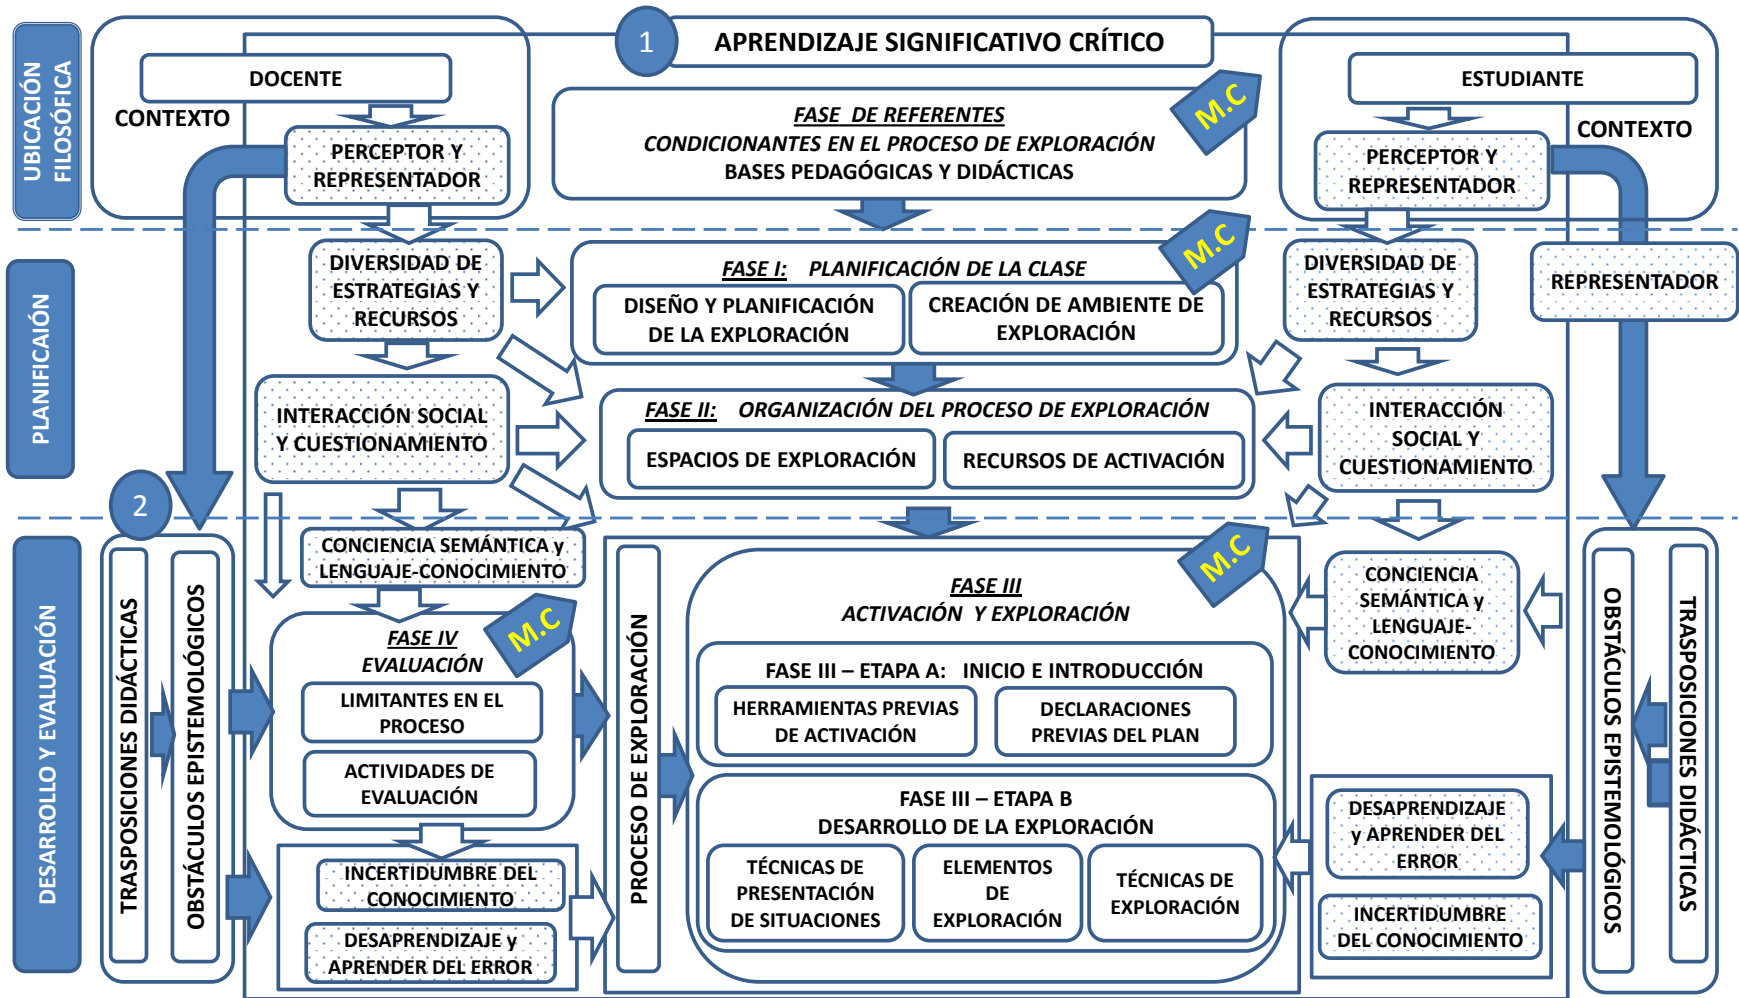 UBICACIÓN
FILOSÓFICA
1
APRENDIZAJE SIGNIFICATIVO CRÍTICO
DOCENTE
CONTEXTO
PERCEPTOR Y
REPRESENTADOR
FASE DE REFERENTES
CONDICIONANTES EN EL PROCESO DE EXPLORACIÓN
BASES PEDAGÓGICAS Y DIDÁCTICAS
M.C
ESTUDIANTE
CONTEXTO
PERCEPTOR Y
REPRESENTADOR
PLANIFICAIÓN
DIVERSIDAD DE
ESTRATEGIAS Y
RECURSOS
FASE I: PLANIFICACIÓN DE LA CLASE
M.C
DISEÑO Y PLANIFICACIÓN
DE LA EXPLORACIÓN
CREACIÓN DE AMBIENTE DE
EXPLORACIÓN
DIVERSIDAD DE
ESTRATEGIAS Y
RECURSOS
REPRESENTADOR
INTERACCIÓN SOCIAL
Y CUESTIONAMIENTO
FASE II: ORGANIZACIÓN DEL PROCESO DE EXPLORACIÓN
ESPACIOS DE EXPLORACIÓN
RECURSOS DE ACTIVACIÓN
INTERACCIÓN
SOCIAL Y
CUESTIONAMIENTO
2
DESARROLLO Y EVALUACIÓN
TRASPOSICIONES DIDÁCTICAS
OBSTÁCULOS EPISTEMOLÓGICOS
CONCIENCIA SEMÁNTICA y
LENGUAJE-CONOCIMIENTO
FASE IV
EVALUACIÓN
M.C
LIMITANTES EN EL
PROCESO
ACTIVIDADES DE
EVALUACIÓN
INCERTIDUMBRE DEL
CONOCIMIENTO
DESAPRENDIZAJE y
APRENDER DEL ERROR
PROCESO DE EXPLORACIÓN
FASE III
ACTIVACIÓN Y EXPLORACIÓN
M.C
FASE III – ETAPA A: INICIO E INTRODUCCIÓN
HERRAMIENTAS PREVIAS
DE ACTIVACIÓN
DECLARACIONES
PREVIAS DEL PLAN
FASE III – ETAPA B
DESARROLLO DE LA EXPLORACIÓN
TÉCNICAS DE
PRESENTACIÓN
DE SITUACIONES
ELEMENTOS
DE
EXPLORACIÓN
TÉCNICAS DE
EXPLORACIÓN
CONCIENCIA
SEMÁNTICA y
LENGUAJE-
CONOCIMIENTO
DESAPRENDIZAJE
y APRENDER DEL
ERROR
INCERTIDUMBRE
DEL CONOCIMIENTO
OBSTÁCULOS EPISTEMOLÓGICOS
TRASPOSICIONES DIDÁCTICAS